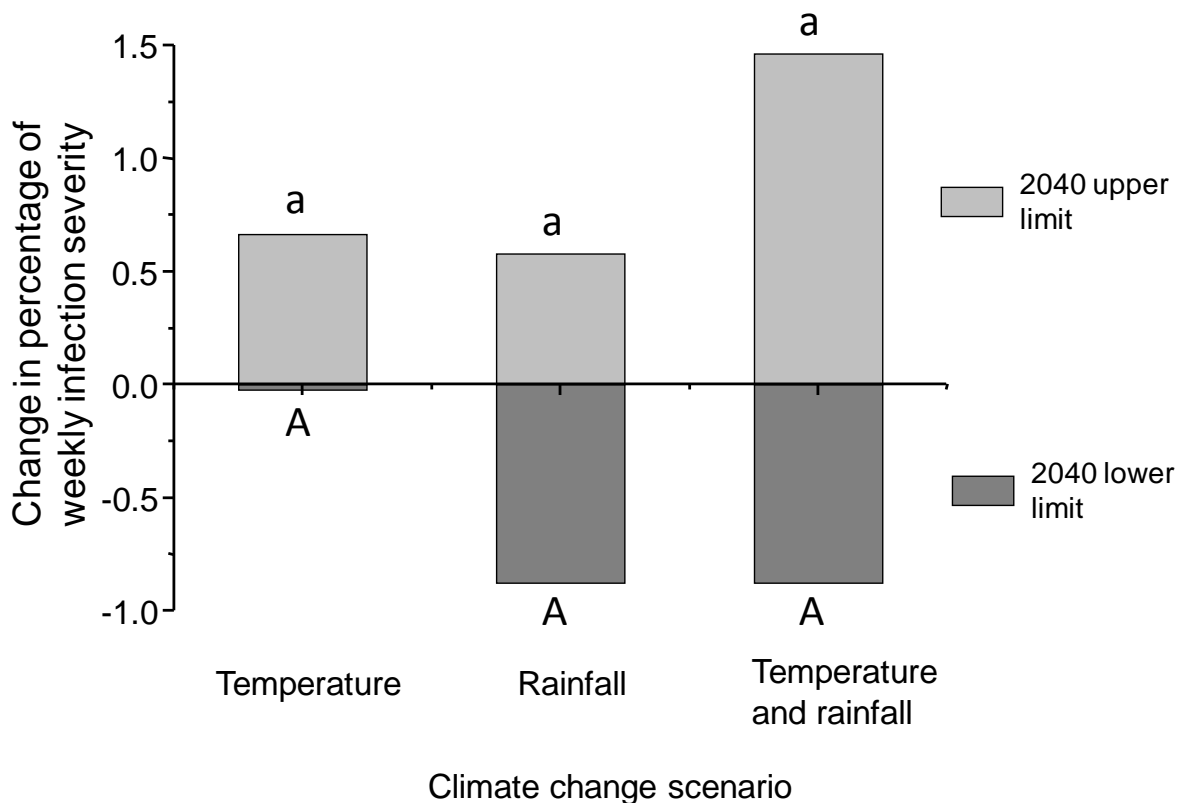 Change in percentage of
weekly infection severity
1.5
1.0
0.5
0.0
-0.5
-1.0
a
a
a
A
A
A
2040 upper
limit
2040 lower
limit
Temperature
Rainfall
Temperature
and rainfall
Climate change scenario